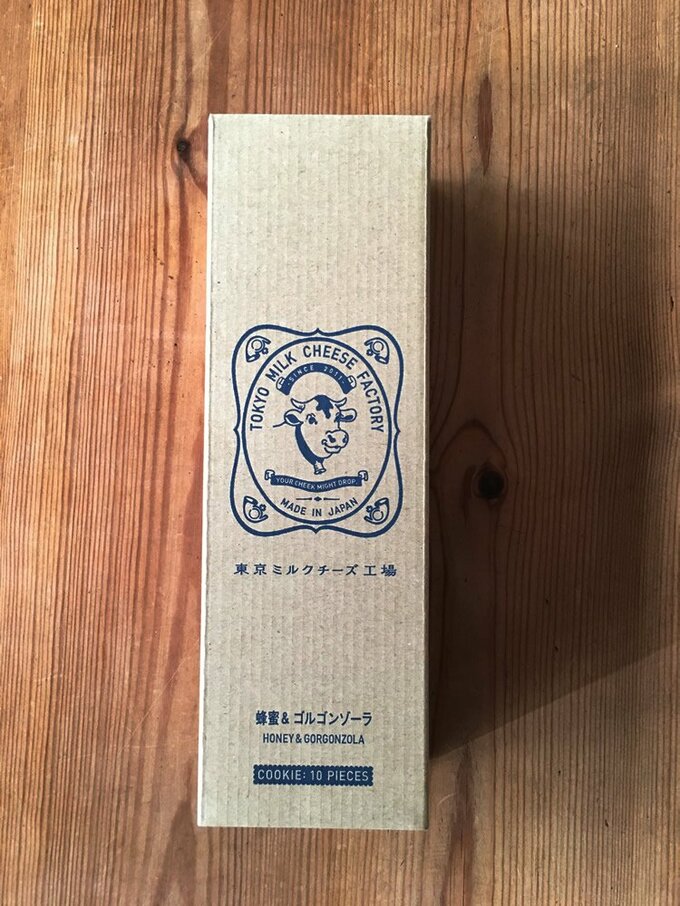 TOKYO MILK CHEESE FACTORY
SINCE 2011
YOUR CHEEK MIGHT DROP.
MADE IN JAPAN
東京ミルクチーズ工場
蜂蜜 & ゴルゴンゾーラ
HONEY & GORGONZOLA
COOKIE: 10 PIECES